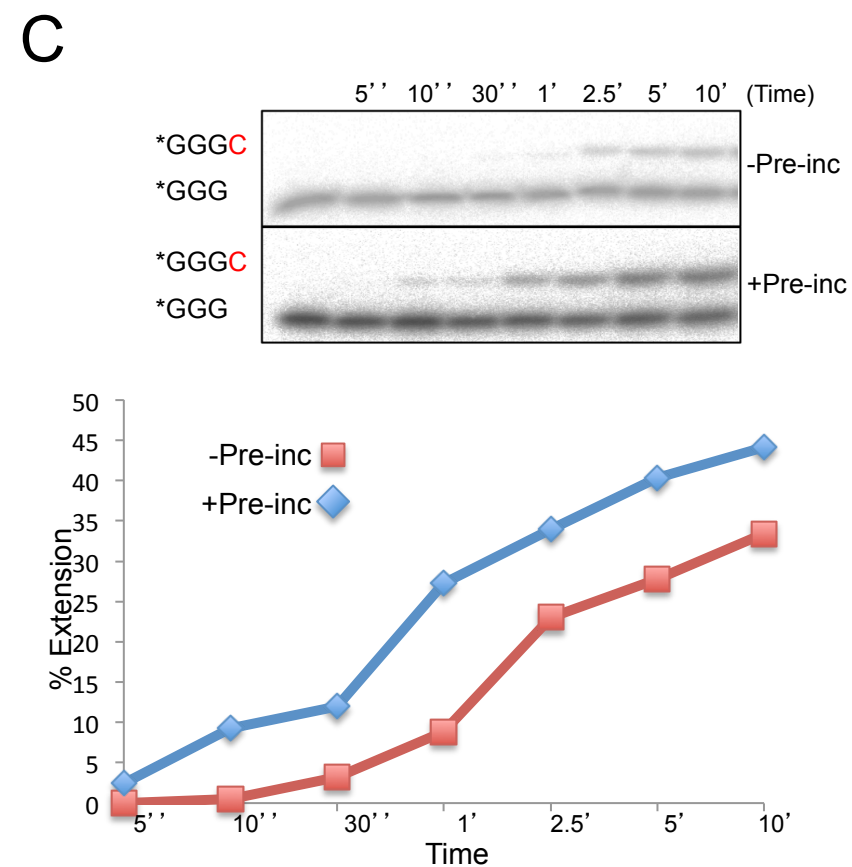 C
5’’ 10’’ 30’’ 1’ 2.5’ 5’ 10’ (Time)
*GGGC
*GGG
-Pre-inc
*GGGC
*GGG
+Pre-inc
50
45
40
35
30
25
20
15
10
5
0
% Extension
-Pre-inc
+Pre-inc
5’’ 10’’ 30’’ 1’ 2.5’ 5’ 10’
Time